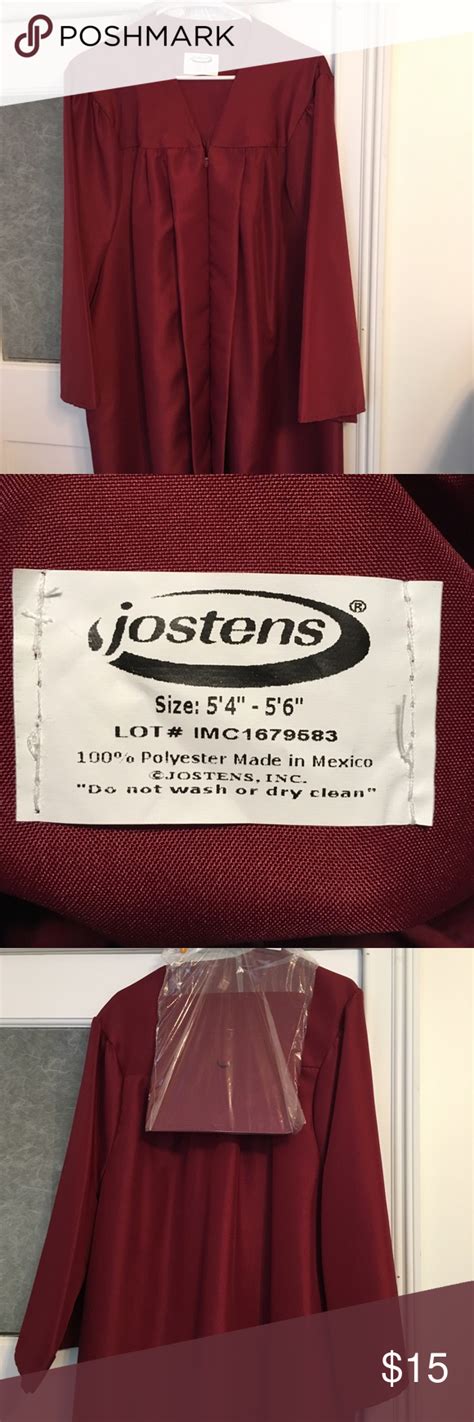 POSHMARK
jostens
jostens®
Size: 5'4" - 5'6"
LOT# IMC1679583
100% Polyester Made in Mexico
©JOSTENS, INC.
"Do not wash or dry clean"
$15